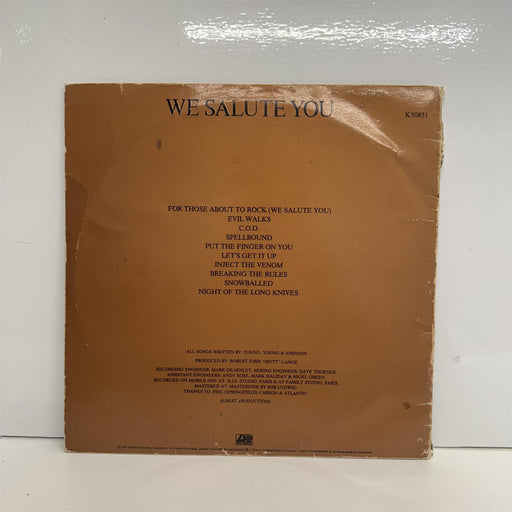 WE SALUTE YOU
K50851
FOR THOSE ABOUT TO ROCK (WE SALUTE YOU)
EVIL WALKS
C.O.D.
SPELLBOUND
PUT THE FINGER ON YOU
LET'S GET IT UP
INJECT THE VENOM
BREAKING THE RULES
SNOWBALLED
NIGHT OF THE LONG KNIVES
ALL SONGS WRITTEN BY: YOUNG, YOUNG & JOHNSON
PRODUCED BY: ROBERT JOHN "MUTT" LANGE
RECORDING ENGINEER: MARK DEARNLEY, MIXING ENGINEER: DAVE THOENER
ASSISTANT ENGINEERS: ANDY ROSE, MARK HALIDAY & NIGEL GREEN
RECORDED ON MOBILE ONE AT: H.I.S. STUDIO, PARIS & AT FAMILY STUDIO, PARIS
MASTERED AT: MASTERDISK BY BOB LUDWIG
THANKS TO: PHIL (SPRINGFIELD) CARSON & ATLANTIC
ALBERT PRODUCTIONS